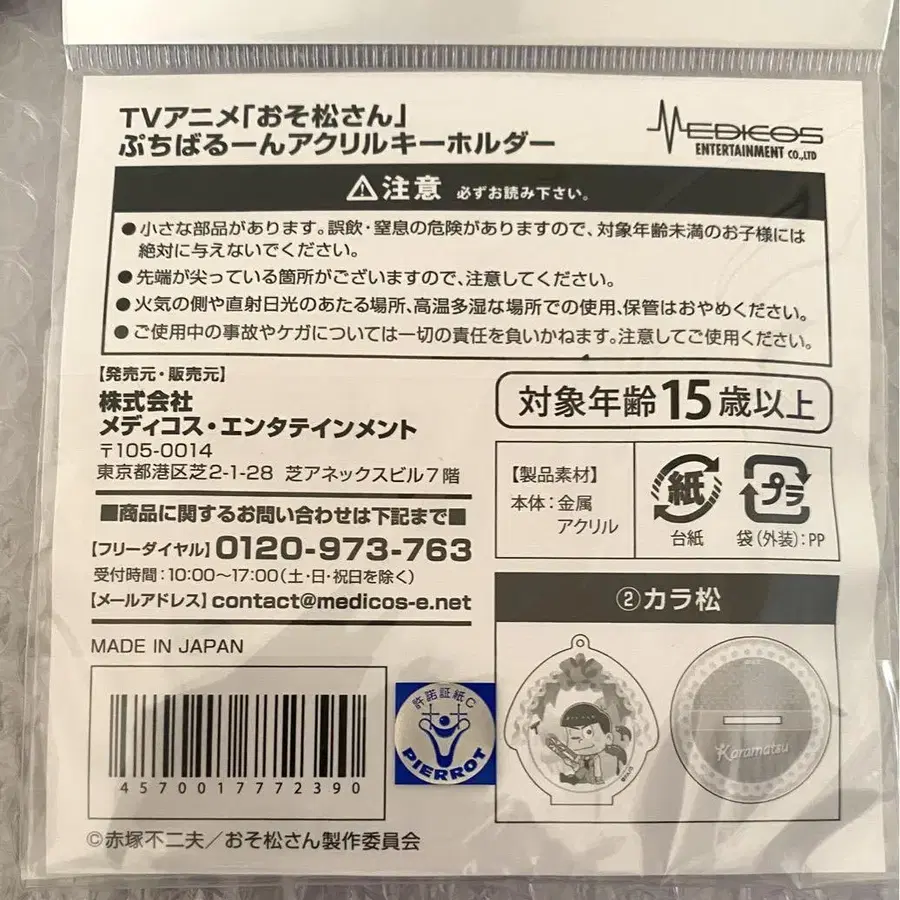 TVアニメ「おそ松さん」
ぷちばるーんアクリルキーホルダー
MEDICOS
ENTERTAINMENT CO.,LTD
注意 必ずお読み下さい。
●小さな部品があります。誤飲・窒息の危険がありますので、対象年齢未満のお子様には
絶対に与えないでください。
●先端が尖っている箇所がございますので、注意してください。
●火気の側や直射日光のあたる場所、高温多湿な場所での使用、保管はおやめください。
●ご使用中の事故やケガについては一切の責任を負いかねます。注意してご使用ください。
【発売元・販売元】
株式会社
メディコス・エンタテインメント
〒105-0014
東京都港区芝2-1-28 芝アネックスビル7階
■商品に関するお問い合わせは下記まで■
【フリーダイヤル】0120-973-763
受付時間:10:00~17:00(土・日・祝日を除く)
【メールアドレス】contact@medicos-e.net
MADE IN JAPAN
4570017772390
許諾証紙C
PIERROT
©赤塚不二夫/おそ松さん製作委員会
対象年齢15歳以上
【製品素材】
本体:金属
アクリル
紙
台紙
プラ
袋(外装):PP
②カラ松
Karamatsu